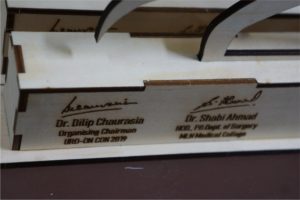 Dr. Dilip Chaurasia
Organising Chairman
URO-ON CON 2019
Dr. Shabi Ahmad
HOD, PG Dept. of Surgery
MLN Medical College